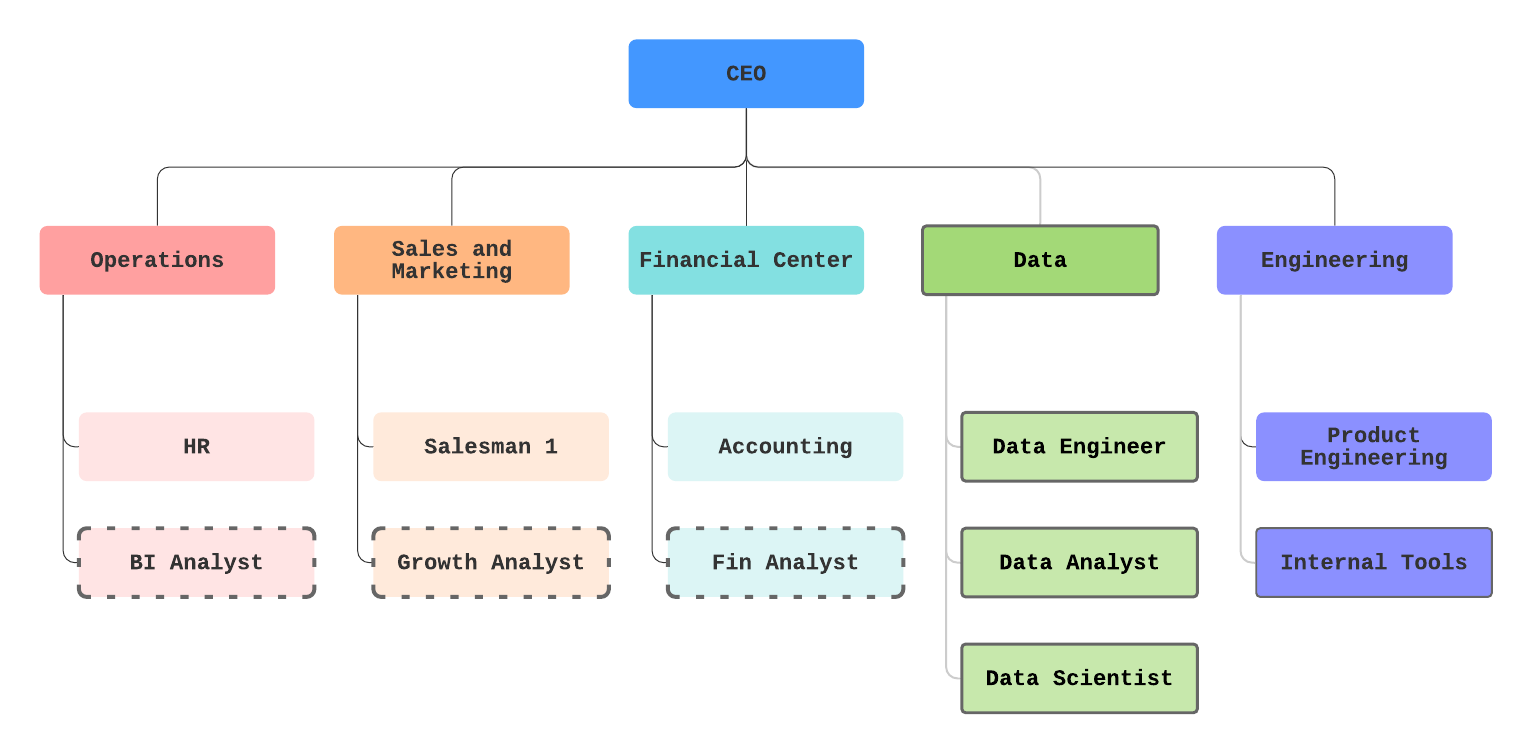 CEO
Operations
Sales and
Marketing
Financial Center
Data
Engineering
HR
Salesman 1
Accounting
Data Engineer
Product
Engineering
BI Analyst
Growth Analyst
Fin Analyst
Data Analyst
Internal Tools
Data Scientist